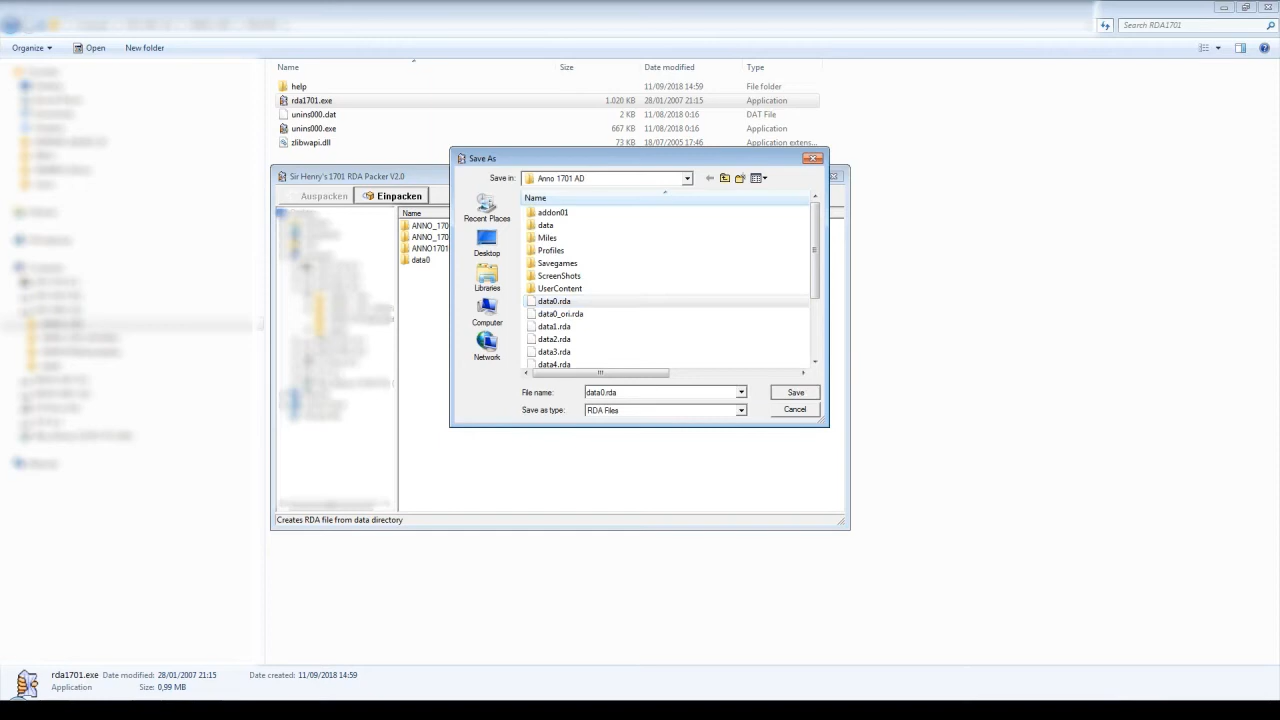 Search RDA1701
Organize
Open
New folder
Name Size Date modified Type
help 11/09/2018 14:59 File folder
rda1701.exe 1.020 KB 28/01/2007 21:15 Application
unins000.dat 2 KB 11/08/2018 0:16 DAT File
unins000.exe 667 KB 11/08/2018 0:16 Application
zlibwapi.dll 73 KB 18/07/2005 17:46 Application extens...
Sir Henry's 1701 RDA Packer V2.0
Auspacken Einpacken
Name
ANNO_170
ANNO_170
ANNO1701
data0
Creates RDA file from data directory
Save As
Save in: Anno 1701 AD
Recent Places
Desktop
Libraries
Computer
Network
Name
addon01
data
Miles
Profiles
Savegames
ScreenShots
UserContent
data0.rda
data0_ori.rda
data1.rda
data2.rda
data3.rda
data4.rda
File name: data0.rda Save
Save as type: RDA Files Cancel
rda1701.exe Date modified: 28/01/2007 21:15 Date created: 11/09/2018 14:59
Application Size: 0,99 MB